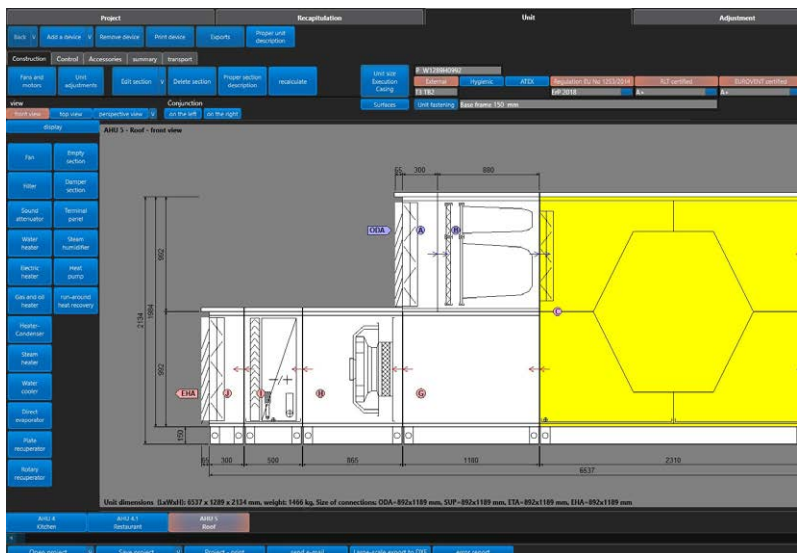 Project Recapitulation Unit Adjustment
Back v Add a device v Remove device Print device Exports Proper unit description
Construction Control Accessories summary transport
Fans and motors Unit adjustments Edit section v Delete section Proper section description recalculate
Unit size Execution Casing
External Hygienic ATEX Regulation EU No 1253/2014 RLT certified EUROVENT certified
T3 TB2 ErP 2018 A+ A+
Surfaces Unit fastening Base frame 150 mm
view Conjunction
front view top view perspective view v on the left on the right
display
AHU 5 - Roof - front view
Fan Empty section
Filter Damper section
Sound attenuator Terminal panel
Water heater Steam humidifier
Electric heater Heat pump
Gas and oil heater run-around heat recovery
Heater-Condenser
Steam heater
Water cooler
Direct evaporator
Plate recuperator
Rotary recuperator
65 300 890
ODA A B
992
2134 1984
C
992
EHA J I H G
150
65 300 500 865 1180 2310
6537
Unit dimensions (LxWxH): 6537 x 1289 x 2134 mm, weight: 1466 kg, Size of connections: ODA=892x1189 mm, SUP=892x1189 mm, ETA=892x1189 mm, EHA=892x1189 mm
AHU 4 Kitchen AHU 4.1 Restaurant AHU 5 Roof
Open project v Save project v Project - print send e-mail Large-scale export to DXF error report